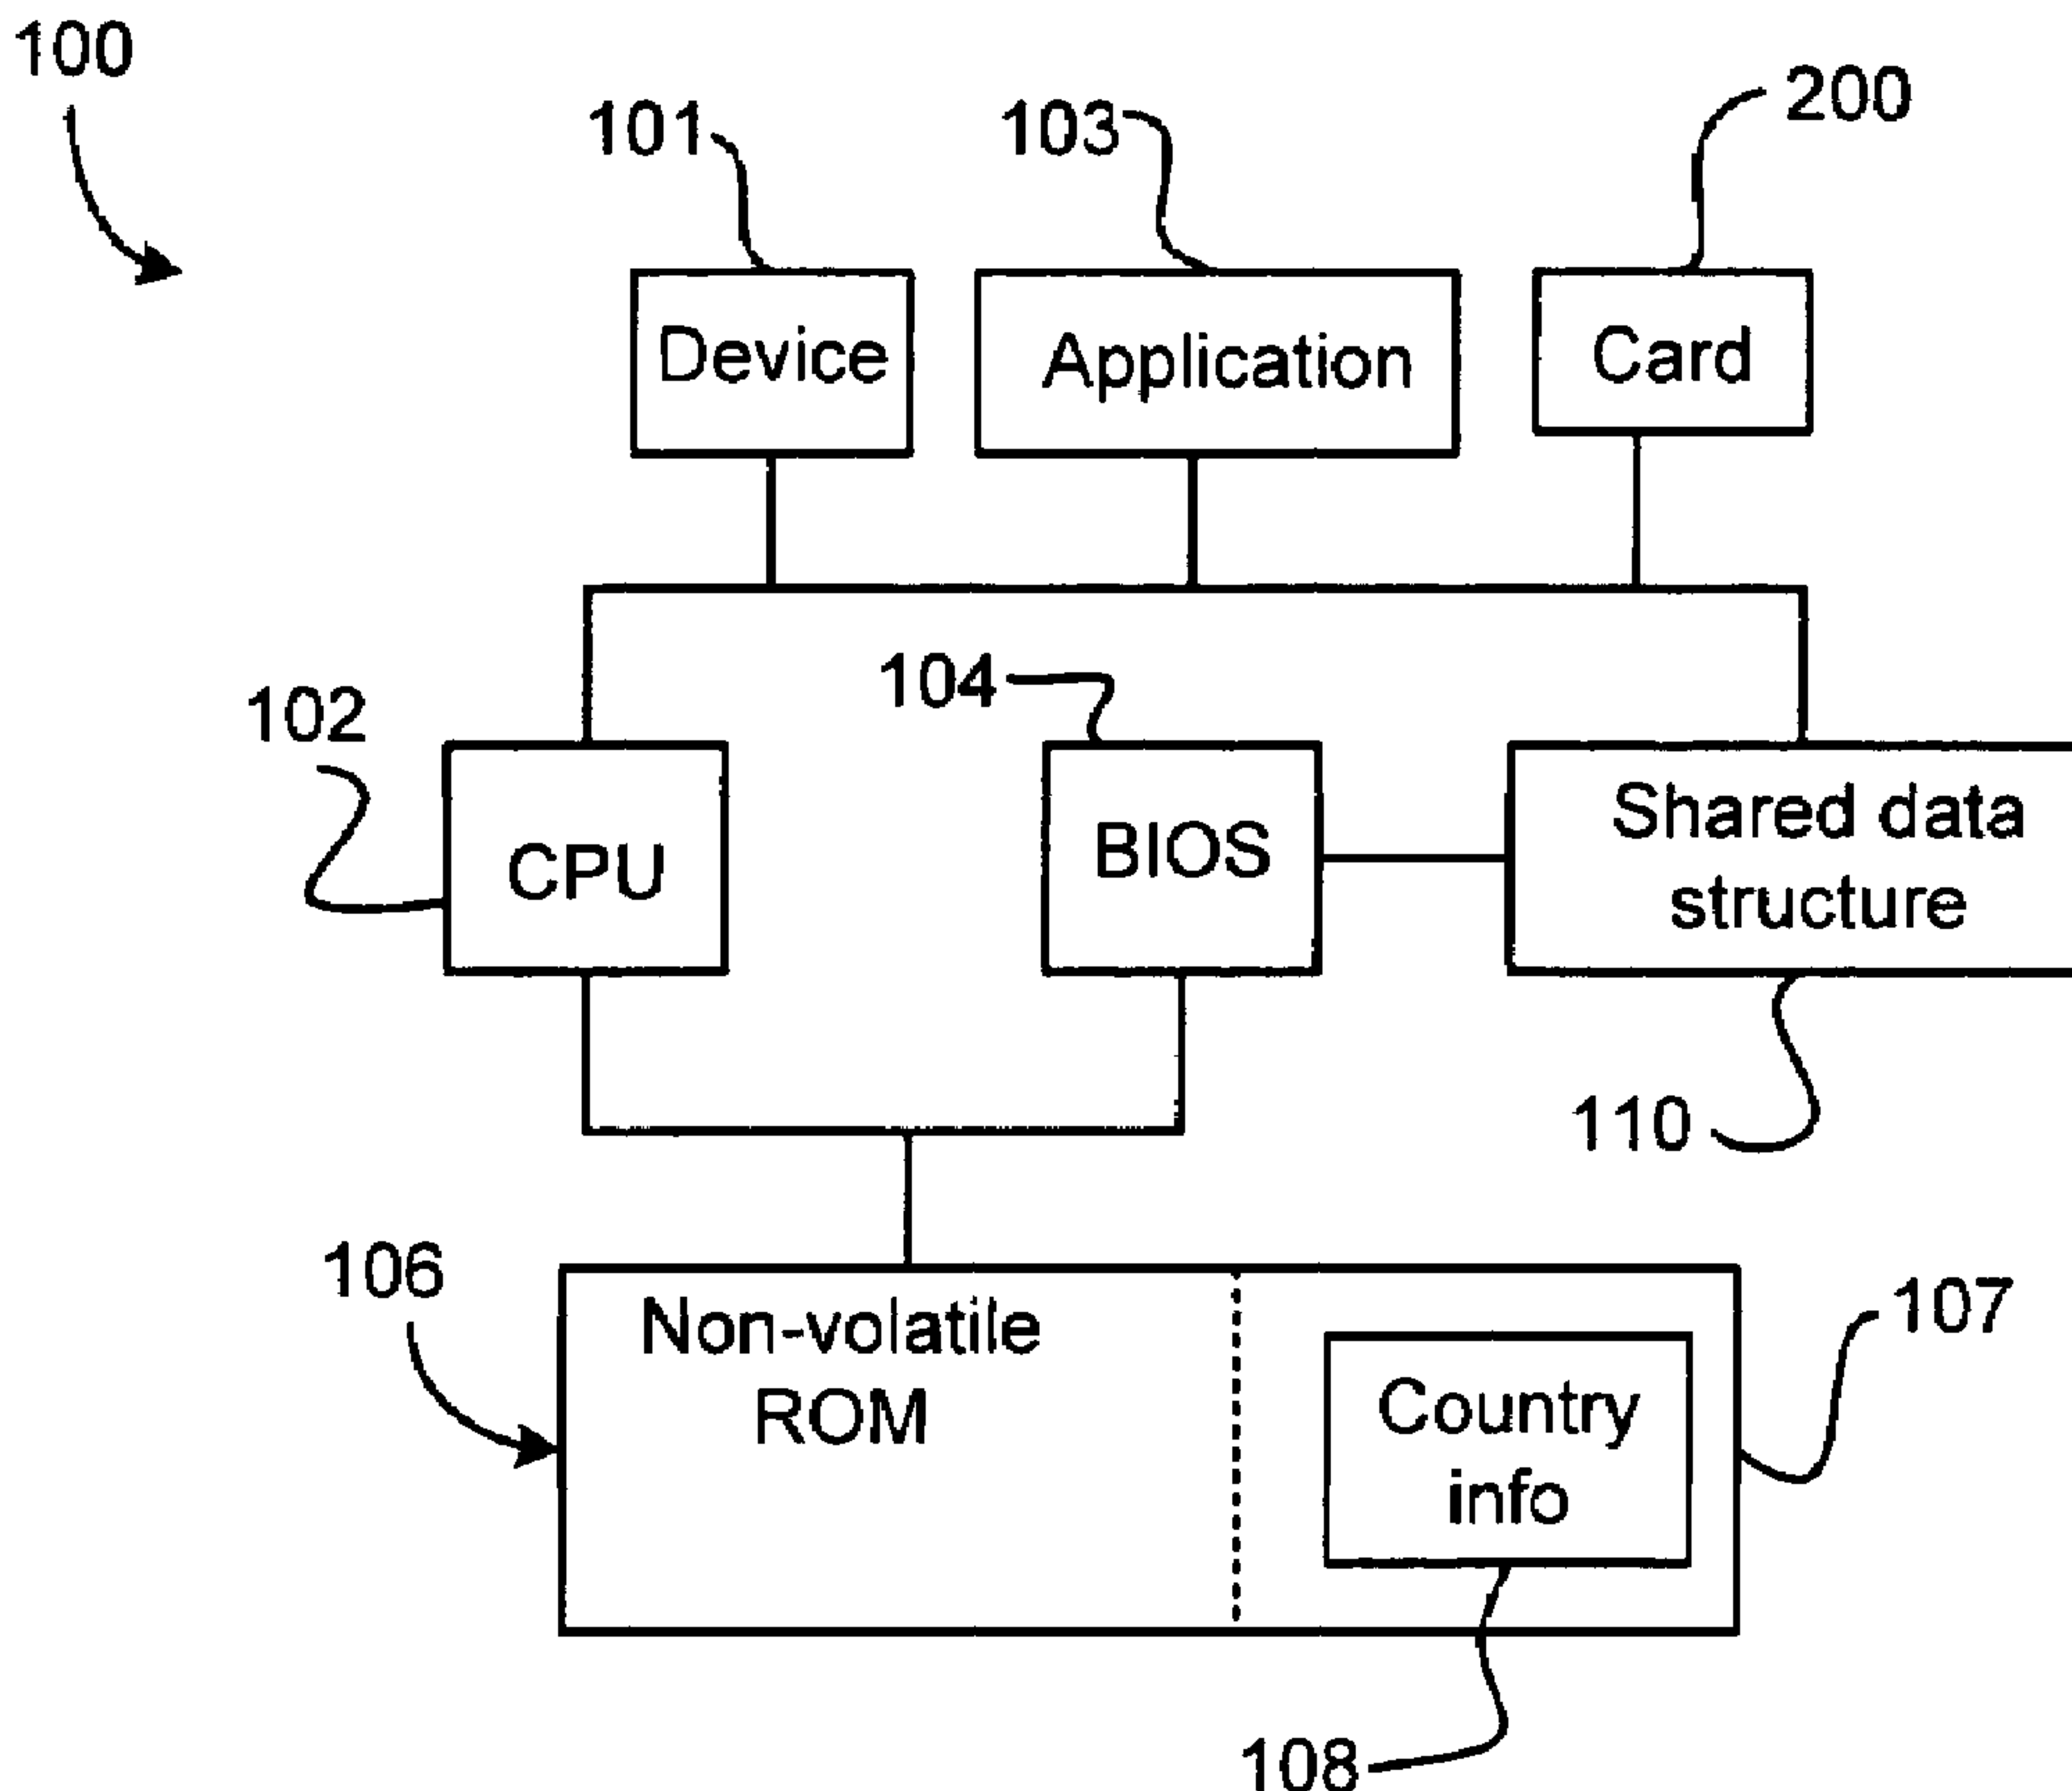 100
101
103
200
Device
Application
Card
102
104
CPU
BIOS
Shared data
structure
110
106
Non-volatile
ROM
107
Country
info
108